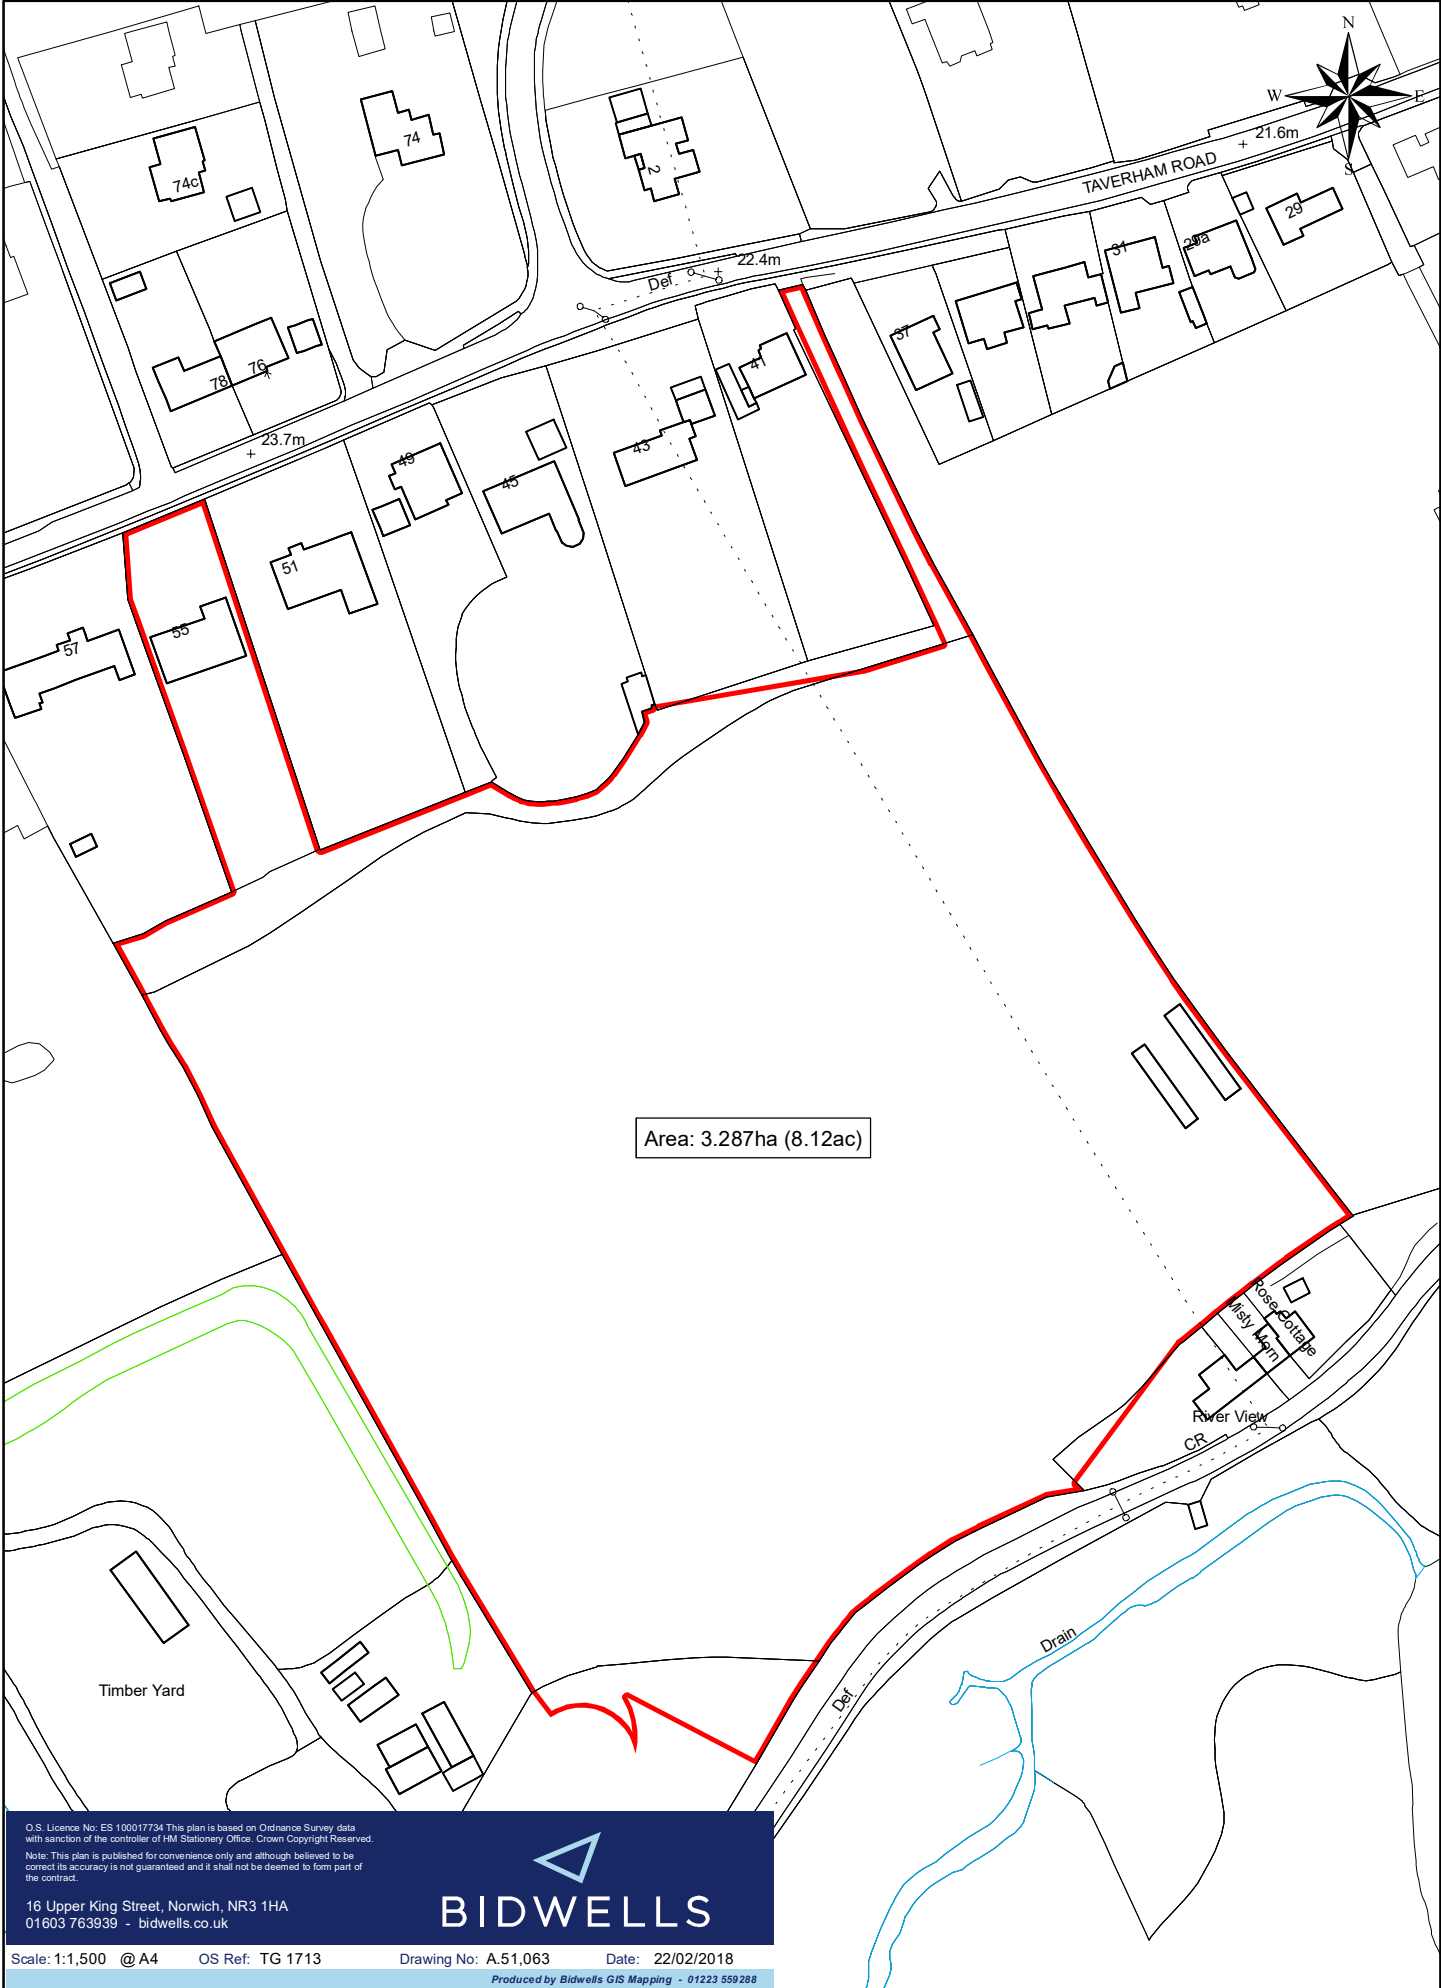 N
W
E
S
21.6m
TAVERHAM ROAD
74
74c
2
29
29a
31
22.4m
Def
37
41
76
78
43
23.7m
49
45
51
55
57
Area: 3.287ha (8.12ac)
Rose Cottage
Misty Morn
River View
CR
Drain
Def
Timber Yard
O.S. Licence No: ES 100017734 This plan is based on Ordnance Survey data
with sanction of the controller of HM Stationery Office. Crown Copyright Reserved.
Note: This plan is published for convenience only and although believed to be
correct its accuracy is not guaranteed and it shall not be deemed to form part of
the contract.
16 Upper King Street, Norwich, NR3 1HA
01603 763939 - bidwells.co.uk
BIDWELLS
Scale: 1:1,500 @ A4 OS Ref: TG 1713 Drawing No: A.51,063 Date: 22/02/2018
Produced by Bidwells GIS Mapping - 01223 559288